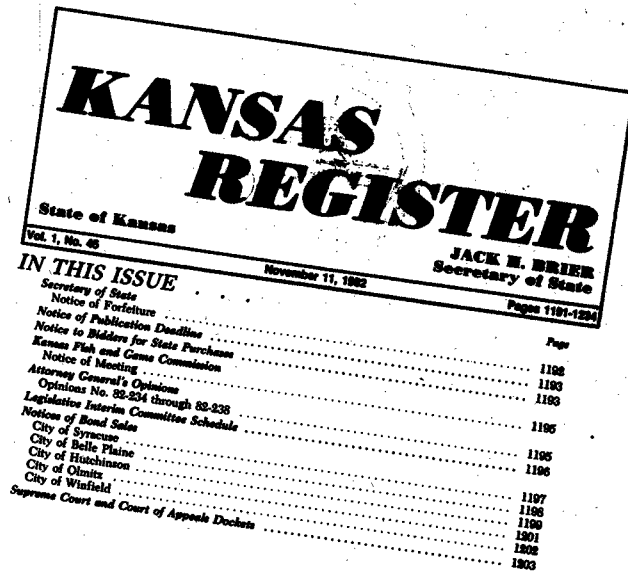 KANSAS
REGISTER
State of Kansas
JACK H. BRIER
Secretary of State
Vol. 1, No. 46 November 11, 1982 Pages 1191-1234
IN THIS ISSUE
Page
Secretary of State
Notice of Forfeiture 1192
Notice of Publication Deadline 1193
Notice to Bidders for State Purchases 1193
Kansas Fish and Game Commission
Notice of Meeting 1195
Attorney General's Opinions
Opinions No. 82-234 through 82-238 1195
Legislative Interim Committee Schedule 1196
Notices of Bond Sales
City of Syracuse 1197
City of Belle Plaine 1198
City of Hutchinson 1199
City of Olmitz 1201
City of Winfield 1202
Supreme Court and Court of Appeals Dockets 1203